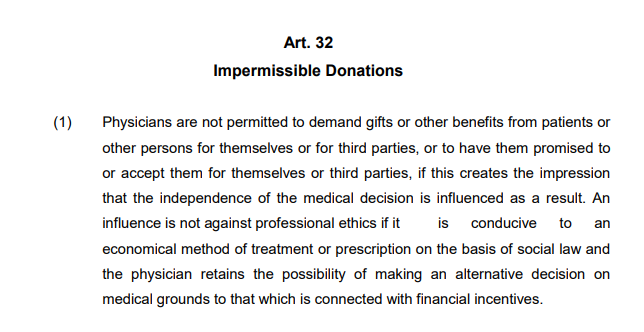 Art. 32
Impermissible Donations
(1) Physicians are not permitted to demand gifts or other benefits from patients or
other persons for themselves or for third parties, or to have them promised to
or accept them for themselves or third parties, if this creates the impression
that the independence of the medical decision is influenced as a result. An
influence is not against professional ethics if it is conducive to an
economical method of treatment or prescription on the basis of social law and
the physician retains the possibility of making an alternative decision on
medical grounds to that which is connected with financial incentives.